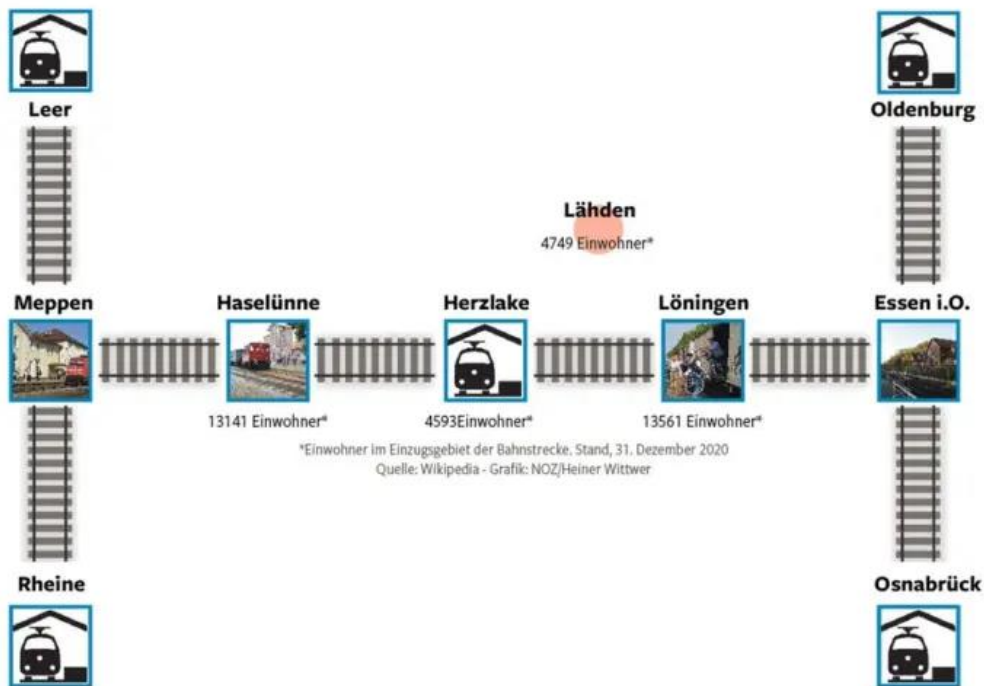 Leer
Oldenburg
Lähden
4749 Einwohner*
Meppen
Haselünne
Herzlake
Löningen
Essen i.O.
13141 Einwohner*
4593Einwohner*
13561 Einwohner*
*Einwohner im Einzugsgebiet der Bahnstrecke. Stand, 31. Dezember 2020
Quelle: Wikipedia - Grafik: NOZ/Heiner Wittwer
Rheine
Osnabrück